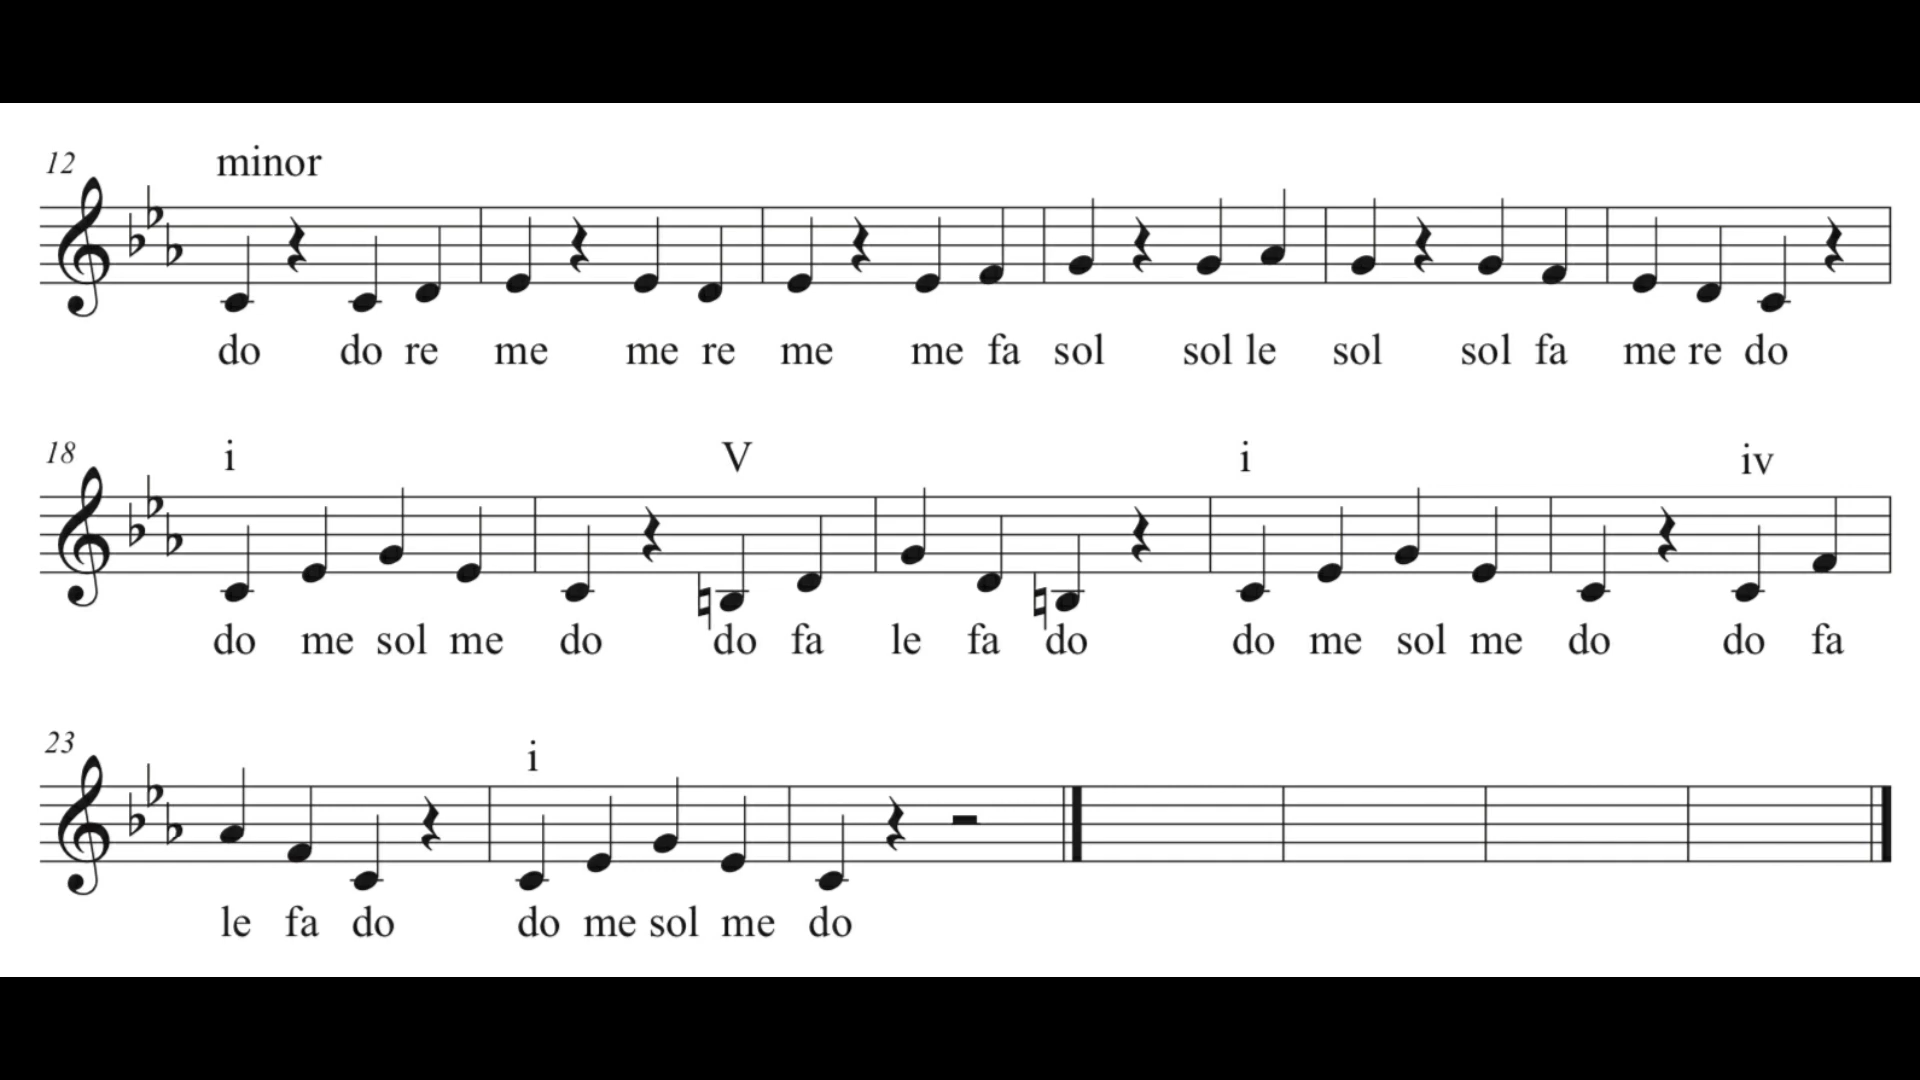 12 minor
do do re me me re me me fa sol sol le sol sol fa me re do
18 i V i iv
do me sol me do do fa le fa do do me sol me do do fa
23 i
le fa do do me sol me do